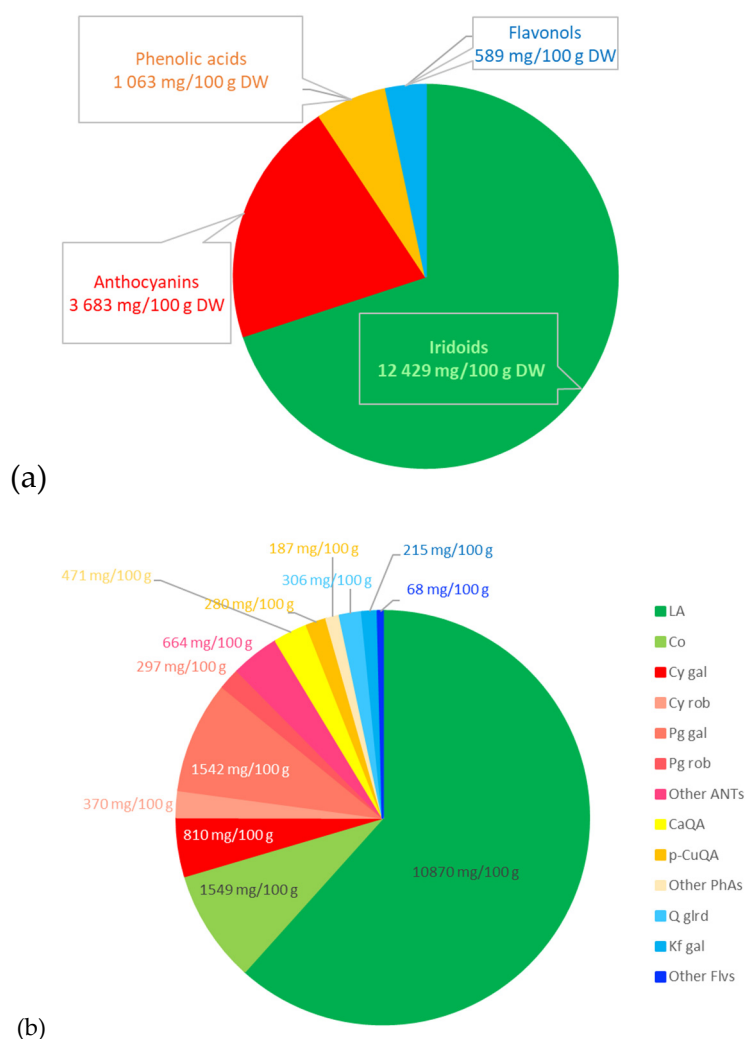 Phenolic acids
1 063 mg/100 g DW
Flavonols
589 mg/100 g DW
Anthocyanins
3 683 mg/100 g DW
Iridoids
12 429 mg/100 g DW
(a)
187 mg/100 g
215 mg/100 g
471 mg/100 g
306 mg/100 g
68 mg/100 g
280 mg/100 g
664 mg/100 g
297 mg/100 g
1542 mg/100 g
370 mg/100 g
810 mg/100 g
1549 mg/100 g
10870 mg/100 g
LA
Co
Cy gal
Cy rob
Pg gal
Pg rob
Other ANTs
CaQA
p-CuQA
Other PhAs
Q glrd
Kf gal
Other Flvs
(b)